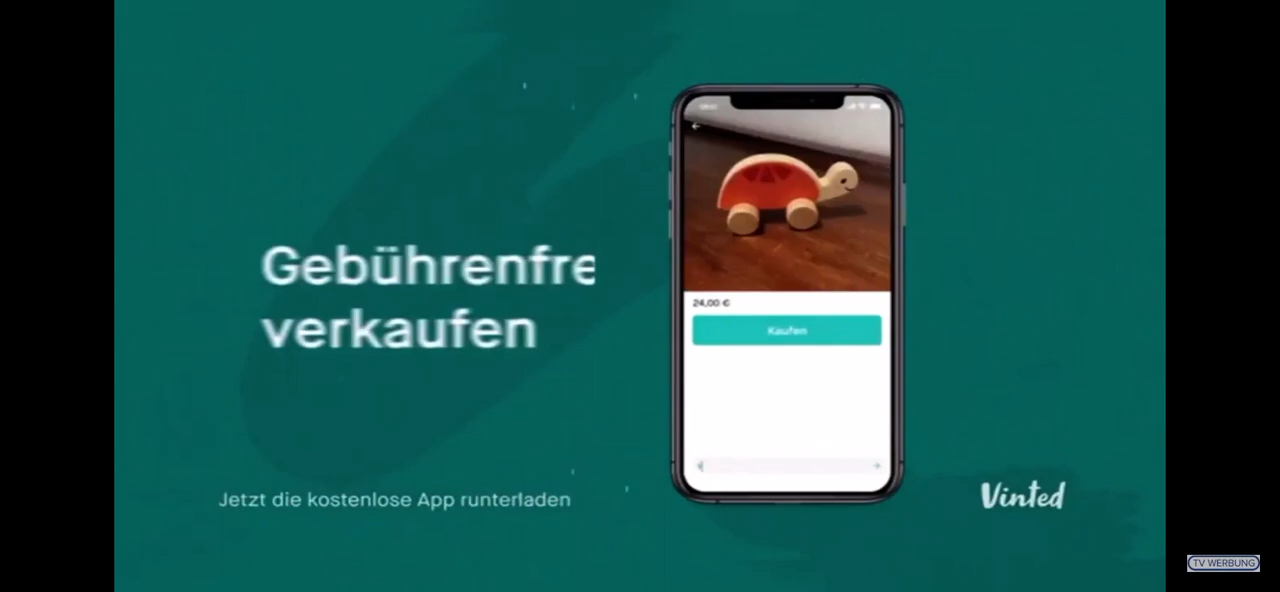 Gebührenfre
verkaufen
24,00 €
Kaufen
Jetzt die kostenlose App runterladen
Vinted
TV WERBUNG